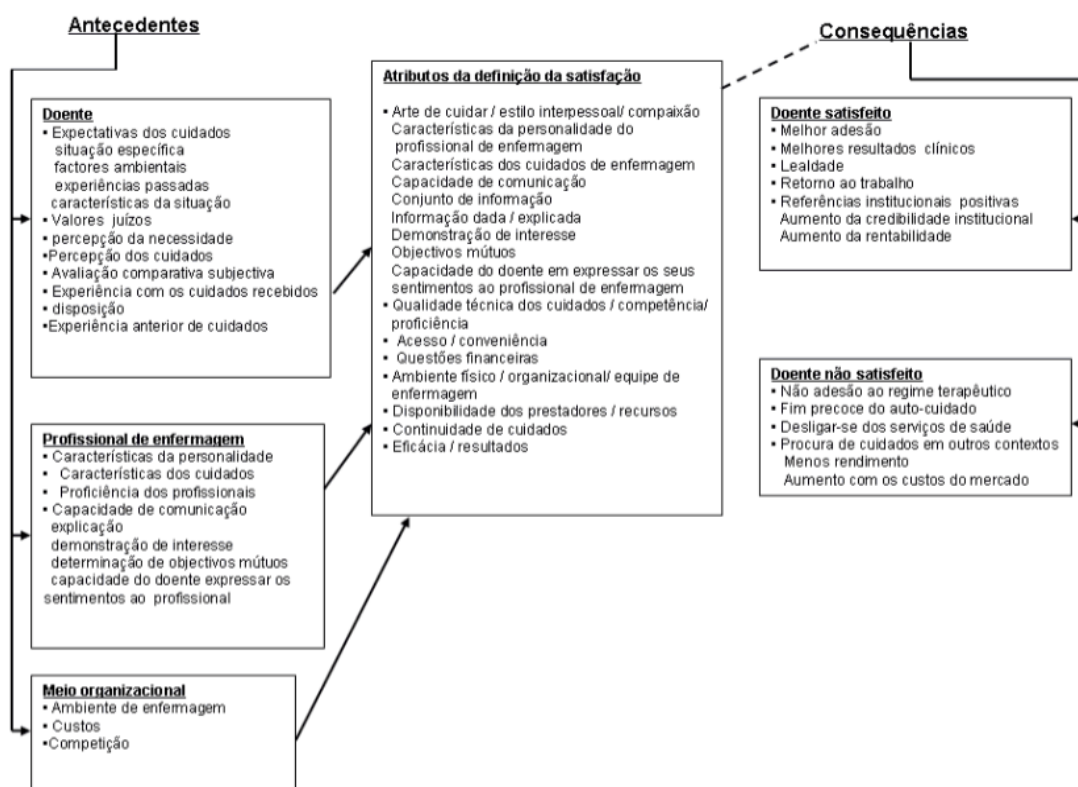 Antecedentes
Doente
▪ Expectativas dos cuidados
situação específica
factores ambientais
experiências passadas
características da situação
▪ Valores juízos
▪ percepção da necessidade
▪Percepção dos cuidados
▪ Avaliação comparativa subjectiva
▪ Experiência com os cuidados recebidos
▪ disposição
▪Experiência anterior de cuidados
Profissional de enfermagem
▪ Características da personalidade
▪ Características dos cuidados
▪ Proficiência dos profissionais
▪ Capacidade de comunicação
explicação
demonstração de interesse
determinação de objectivos mútuos
capacidade do doente expressar os
sentimentos ao profissional
Meio organizacional
▪ Ambiente de enfermagem
▪ Custos
▪Competição
Atributos da definição da satisfação
▪ Arte de cuidar / estilo interpessoal/ compaixão
Características da personalidade do
profissional de enfermagem
Características dos cuidados de enfermagem
Capacidade de comunicação
Conjunto de informação
Informação dada / explicada
Demonstração de interesse
Objectivos mútuos
Capacidade do doente em expressar os seus
sentimentos ao profissional de enfermagem
▪ Qualidade técnica dos cuidados / competência/
proficiência
▪ Acesso / conveniência
▪ Questões financeiras
▪ Ambiente físico / organizacional/ equipe de
enfermagem
▪ Disponibilidade dos prestadores / recursos
▪ Continuidade de cuidados
▪ Eficácia / resultados
Consequências
Doente satisfeito
▪ Melhor adesão
▪ Melhores resultados clínicos
▪ Lealdade
▪ Retorno ao trabalho
▪ Referências institucionais positivas
Aumento da credibilidade institucional
Aumento da rentabilidade
Doente não satisfeito
▪ Não adesão ao regime terapêutico
▪ Fim precoce do auto-cuidado
▪ Desligar-se dos serviços de saúde
▪ Procura de cuidados em outros contextos
Menos rendimento
Aumento com os custos do mercado